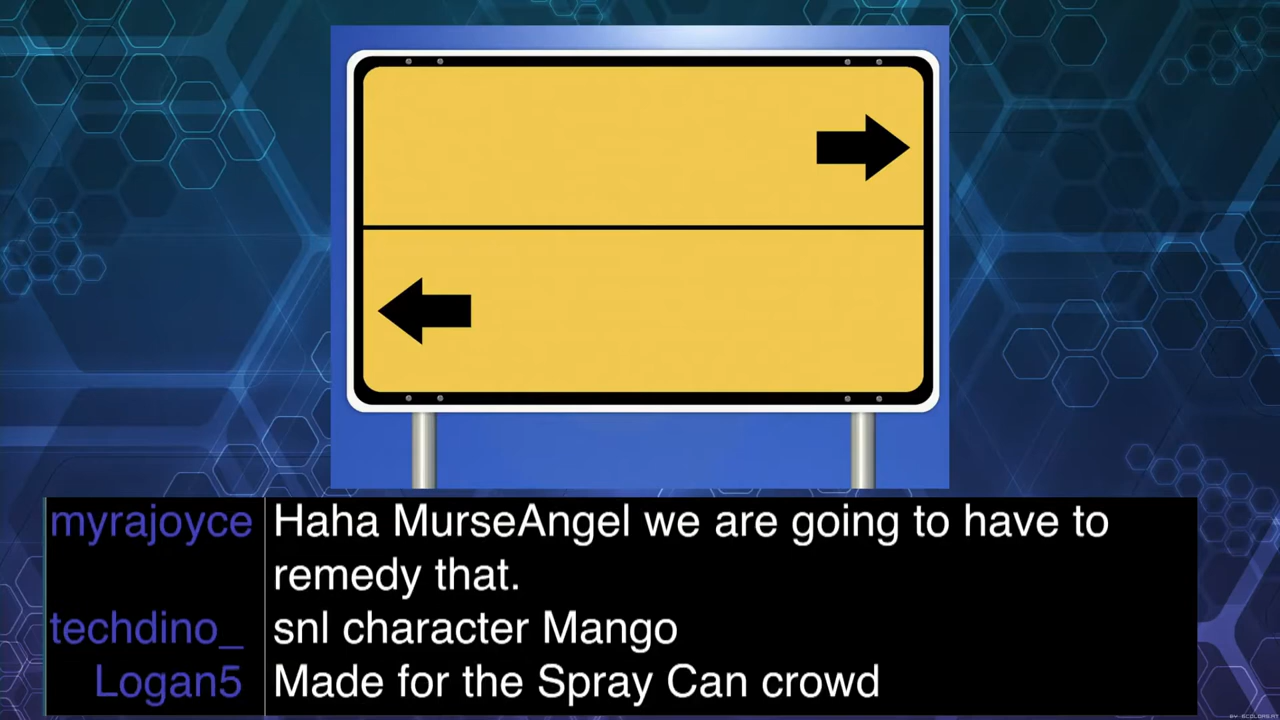 myrajoyce Haha MurseAngel we are going to have to
remedy that.
techdino_ snl character Mango
Logan5 Made for the Spray Can crowd